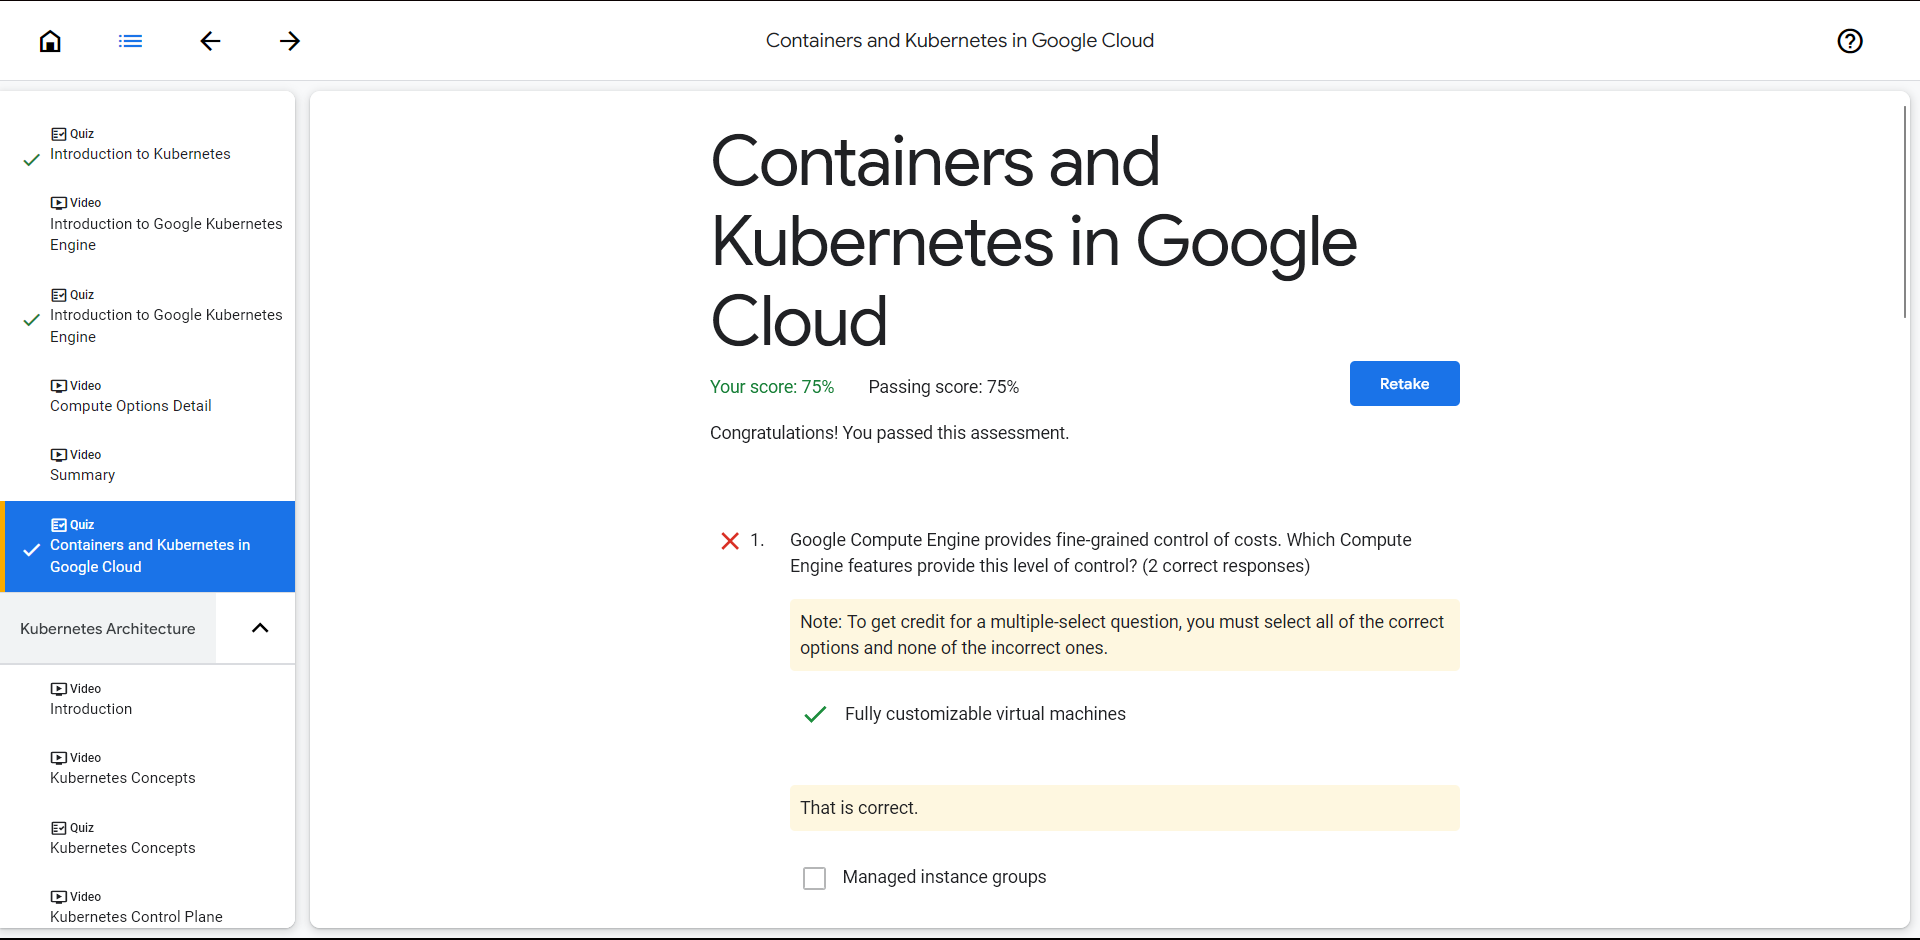 Containers and Kubernetes in Google Cloud
Quiz
Introduction to Kubernetes
Video
Introduction to Google Kubernetes
Engine
Quiz
Introduction to Google Kubernetes
Engine
Video
Compute Options Detail
Video
Summary
Quiz
Containers and Kubernetes in
Google Cloud
Kubernetes Architecture
Video
Introduction
Video
Kubernetes Concepts
Quiz
Kubernetes Concepts
Video
Kubernetes Control Plane
Containers and
Kubernetes in Google
Cloud
Your score: 75% Passing score: 75%
Retake
Congratulations! You passed this assessment.
1. Google Compute Engine provides fine-grained control of costs. Which Compute
Engine features provide this level of control? (2 correct responses)
Note: To get credit for a multiple-select question, you must select all of the correct
options and none of the incorrect ones.
Fully customizable virtual machines
That is correct.
Managed instance groups